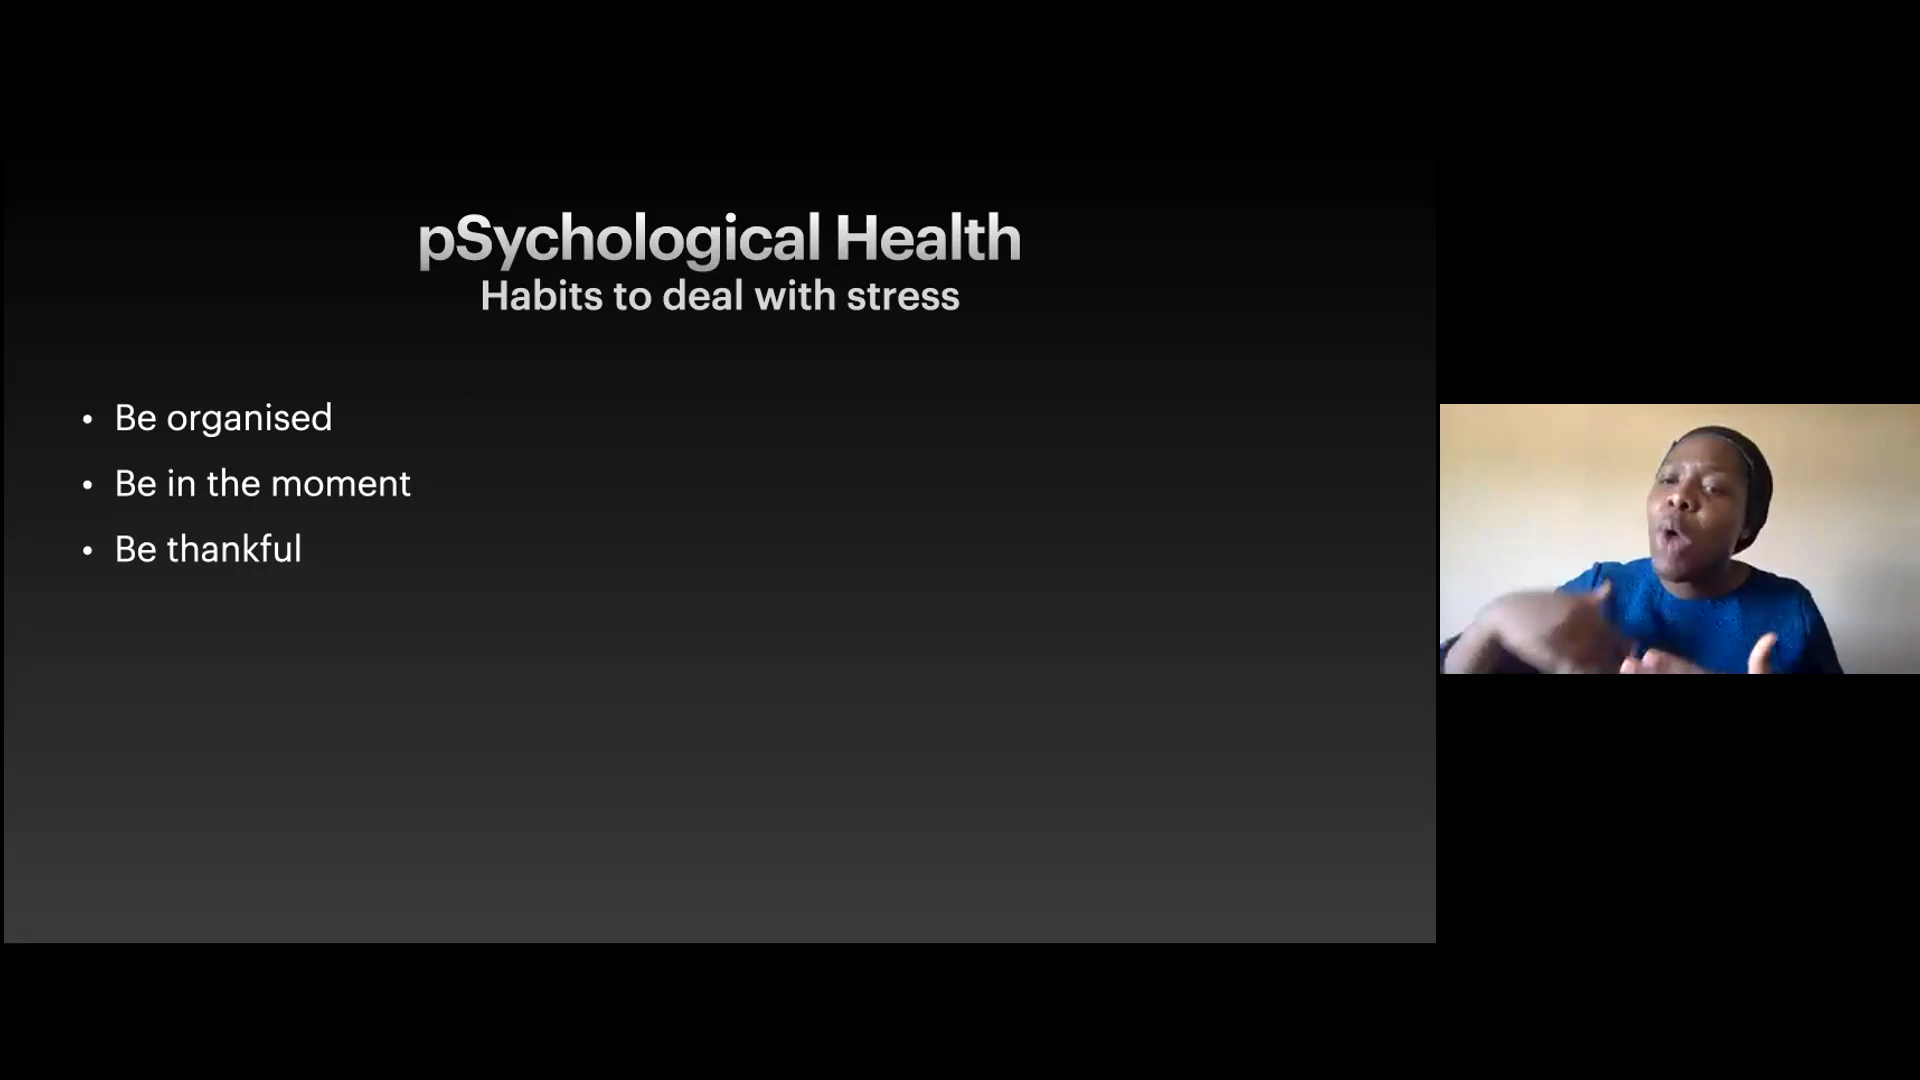 pSychological Health
Habits to deal with stress
• Be organised
• Be in the moment
• Be thankful